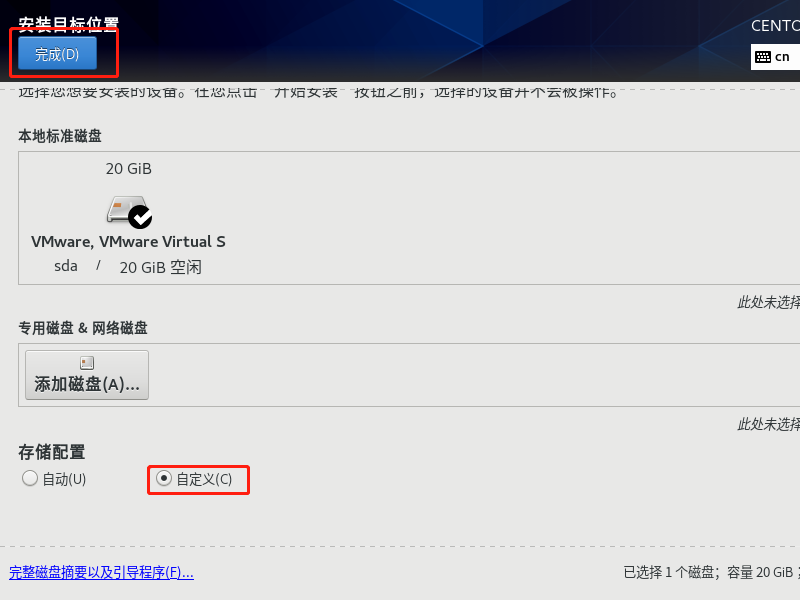 安装目标位置
CENTO
完成(D)
cn
选择您想要安装的设备。在您点击“开始安装”按钮之前，选择的设备并不会被操作。
本地标准磁盘
20 GiB
VMware, VMware Virtual S
sda / 20 GiB 空闲
此处未选择
专用磁盘 & 网络磁盘
添加磁盘(A)...
此处未选择
存储配置
自动(U) 自定义(C)
完整磁盘摘要以及引导程序(F)... 已选择 1 个磁盘；容量 20 GiB；